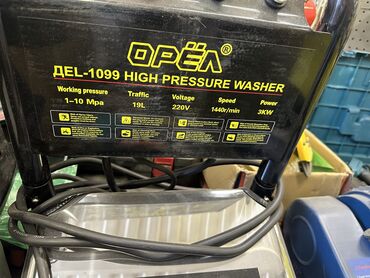 ОРЁЛ®
ДEL-1099 HIGH PRESSURE WASHER
Working pressure Traffic Voltage Speed Power
1–10 Mpa 19L 220V 1440r/min 3KW